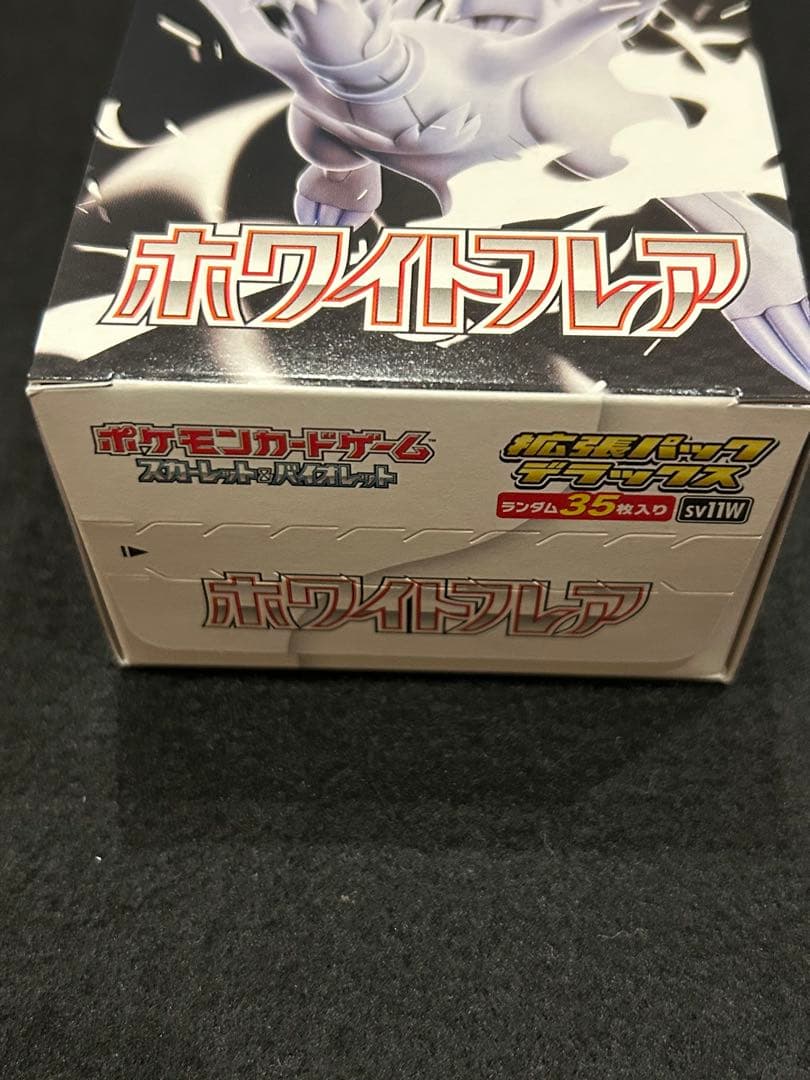 ホワイトフレア
ポケモンカードゲーム™
スカーレット&バイオレット
拡張パック
デラックス
ランダム35枚入り
sv11W
ホワイトフレア